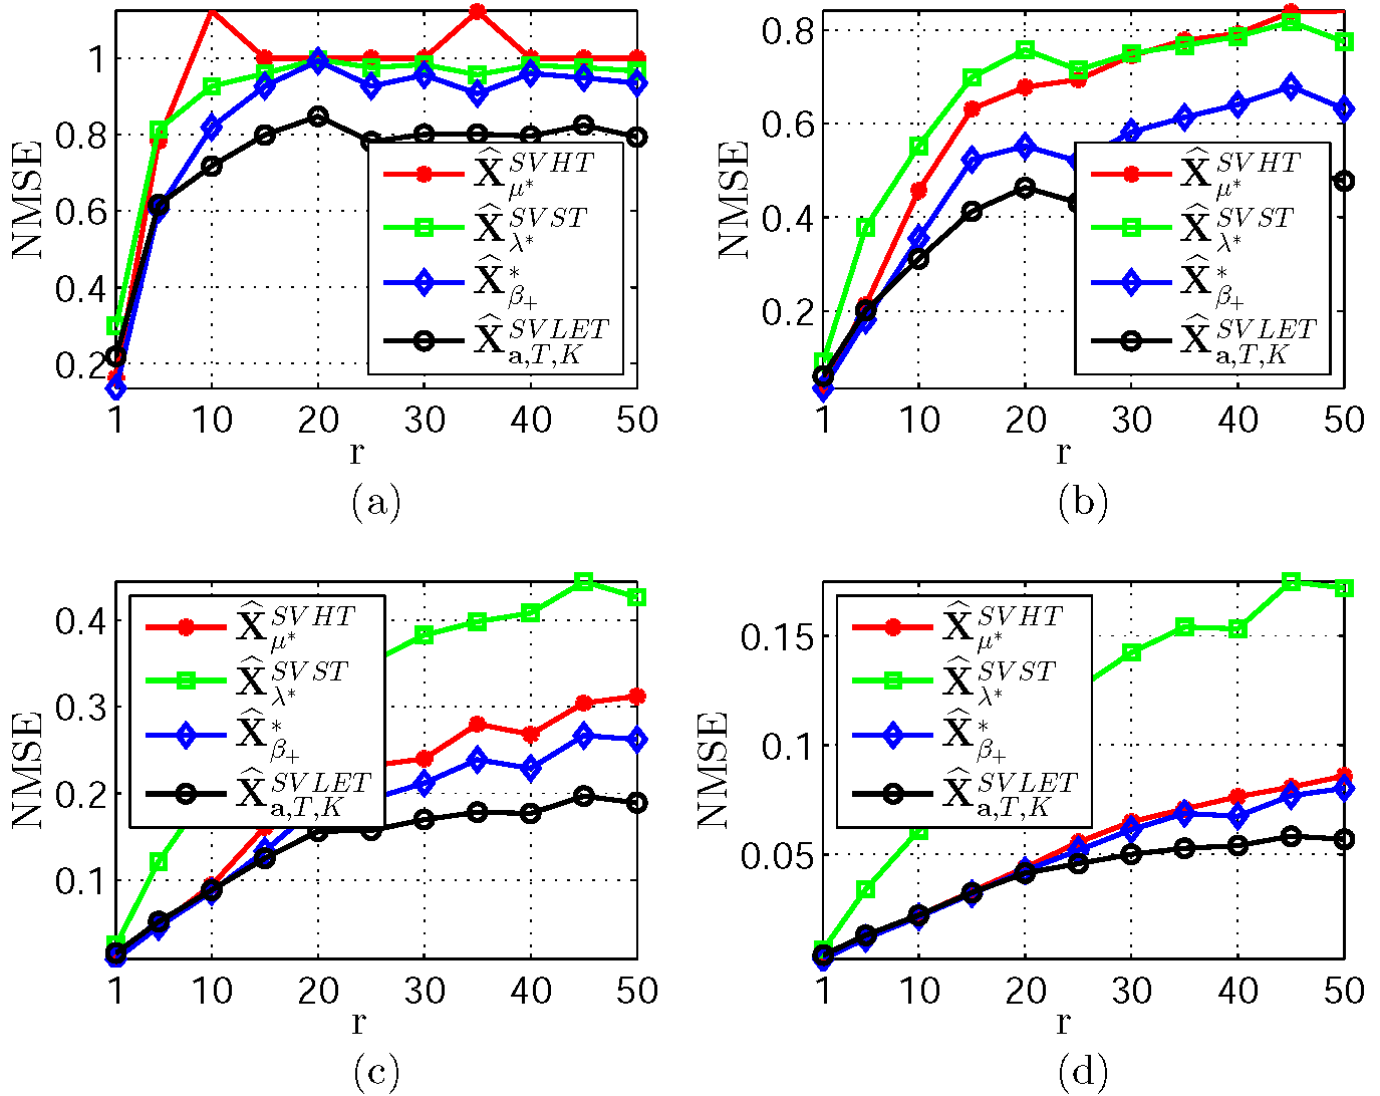 NMSE
1
0.8
0.6
0.4
0.2
1 10 20 30 40 50
r
X̂^{SVHT}_{μ*}
X̂^{SVST}_{λ*}
X̂^{*}_{β+}
X̂^{SVLET}_{a,T,K}
(a)
NMSE
0.8
0.6
0.4
0.2
1 10 20 30 40 50
r
X̂^{SVHT}_{μ*}
X̂^{SVST}_{λ*}
X̂^{*}_{β+}
X̂^{SVLET}_{a,T,K}
(b)
NMSE
0.4
0.3
0.2
0.1
1 10 20 30 40 50
r
X̂^{SVHT}_{μ*}
X̂^{SVST}_{λ*}
X̂^{*}_{β+}
X̂^{SVLET}_{a,T,K}
(c)
NMSE
0.15
0.1
0.05
1 10 20 30 40 50
r
X̂^{SVHT}_{μ*}
X̂^{SVST}_{λ*}
X̂^{*}_{β+}
X̂^{SVLET}_{a,T,K}
(d)